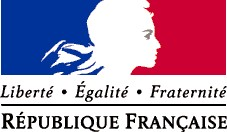 Liberté • Égalité • Fraternité
RÉPUBLIQUE FRANÇAISE